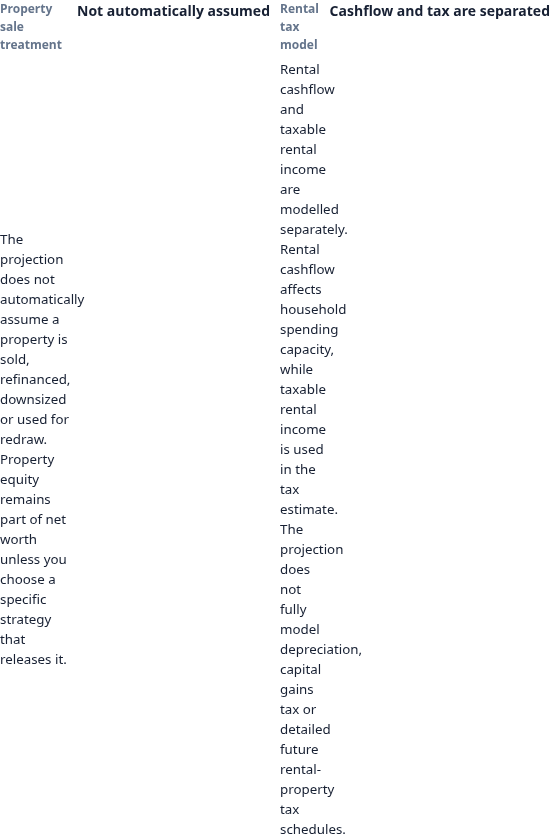 Property
sale
treatment
Not automatically assumed
The
projection
does not
automatically
assume a
property is
sold,
refinanced,
downsized
or used for
redraw.
Property
equity
remains
part of net
worth
unless you
choose a
specific
strategy
that
releases it.
Rental
tax
model
Cashflow and tax are separated
Rental
cashflow
and
taxable
rental
income
are
modelled
separately.
Rental
cashflow
affects
household
spending
capacity,
while
taxable
rental
income
is used
in the
tax
estimate.
The
projection
does
not
fully
model
depreciation,
capital
gains
tax or
detailed
future
rental-
property
tax
schedules.